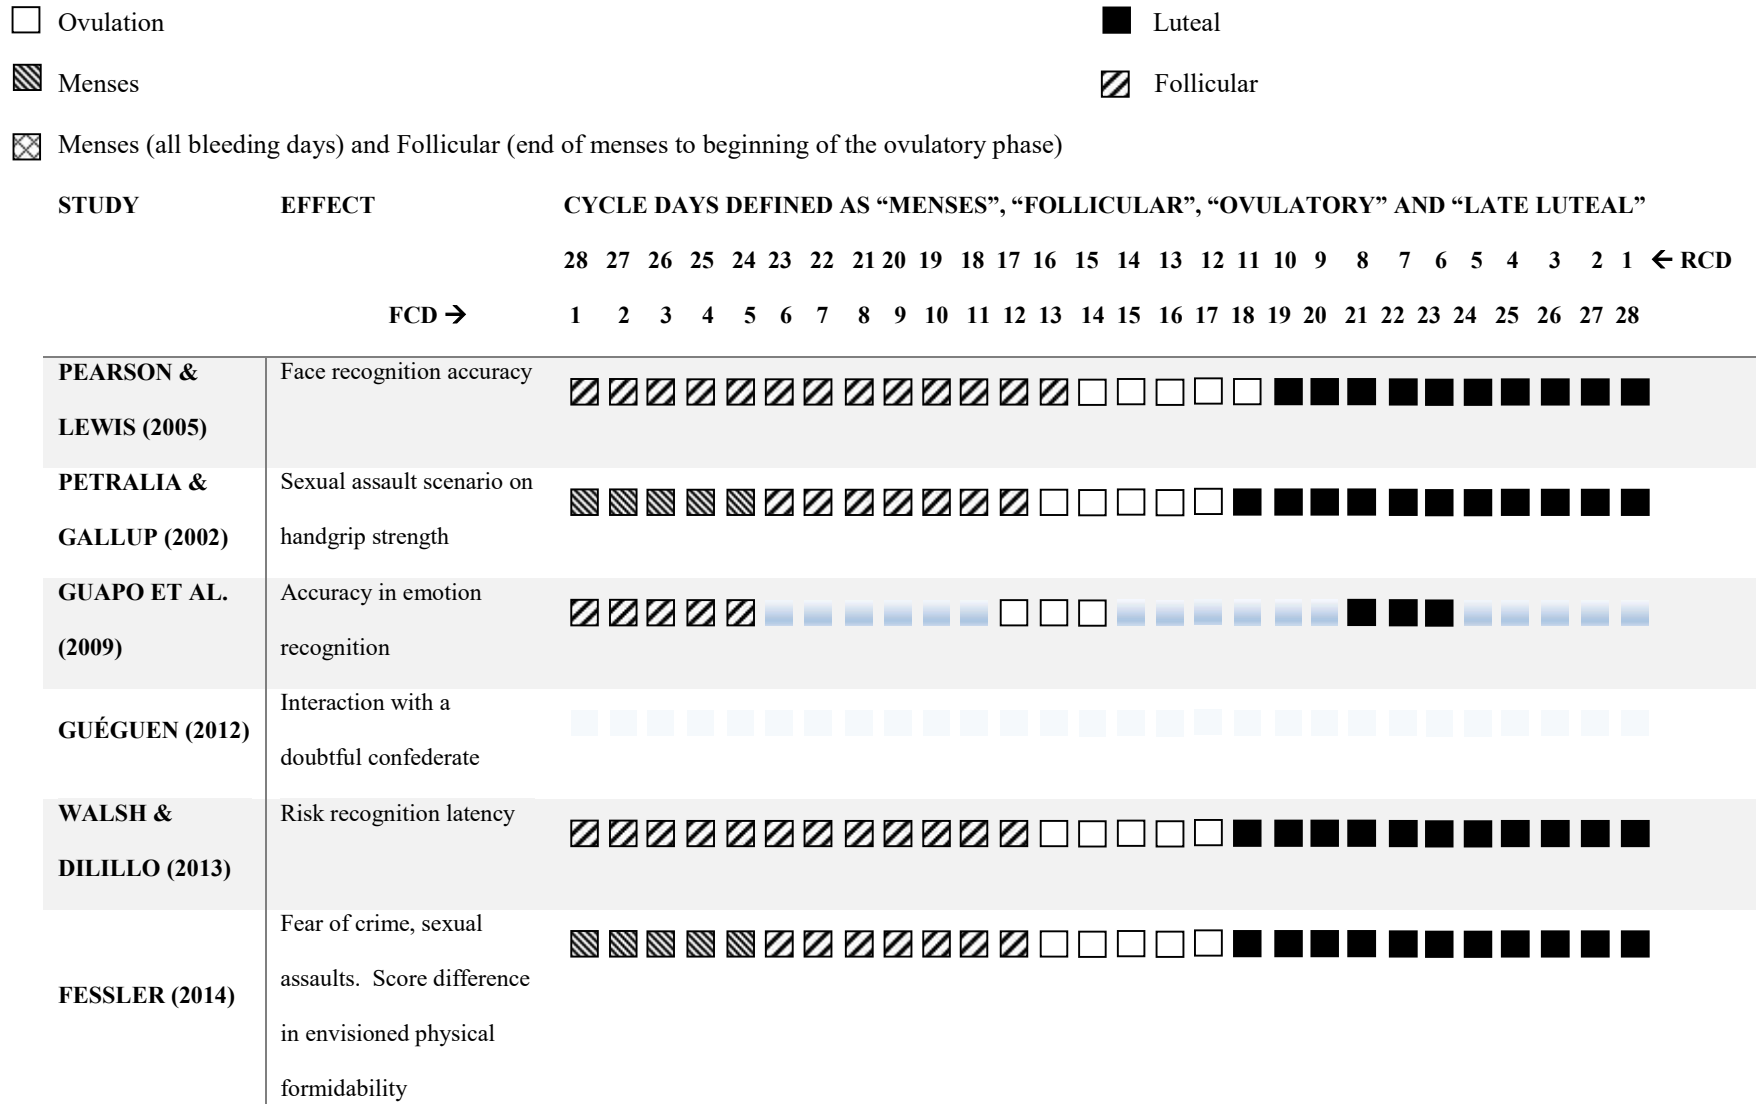 Ovulation
Luteal
Menses
Follicular
Menses (all bleeding days) and Follicular (end of menses to beginning of the ovulatory phase)
STUDY EFFECT CYCLE DAYS DEFINED AS “MENSES”, “FOLLICULAR”, “OVULATORY” AND “LATE LUTEAL”
28 27 26 25 24 23 22 21 20 19 18 17 16 15 14 13 12 11 10 9 8 7 6 5 4 3 2 1 ← RCD
FCD → 1 2 3 4 5 6 7 8 9 10 11 12 13 14 15 16 17 18 19 20 21 22 23 24 25 26 27 28
PEARSON &
LEWIS (2005)
Face recognition accuracy
PETRALIA &
GALLUP (2002)
Sexual assault scenario on
handgrip strength
GUAPO ET AL.
(2009)
Accuracy in emotion
recognition
GUÉGUEN (2012)
Interaction with a
doubtful confederate
WALSH &
DILILLO (2013)
Risk recognition latency
FESSLER (2014)
Fear of crime, sexual
assaults. Score difference
in envisioned physical
formidability